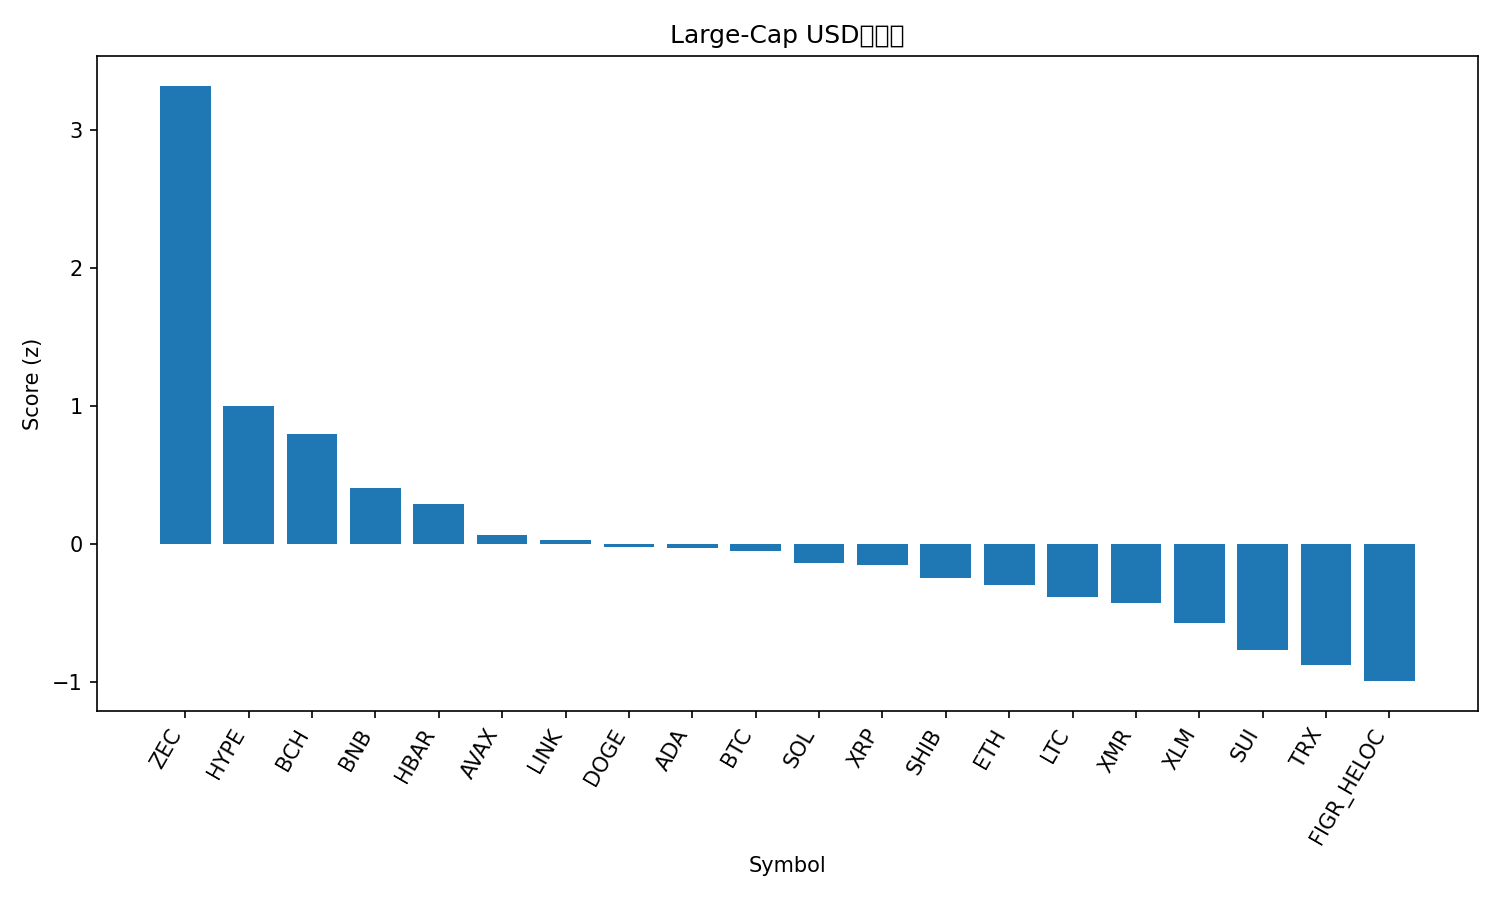 Large-Cap USD
Score (z)
3
2
1
0
−1
ZEC
HYPE
BCH
BNB
HBAR
AVAX
LINK
DOGE
ADA
BTC
SOL
XRP
SHIB
ETH
LTC
XMR
XLM
SUI
TRX
FIGR_HELOC
Symbol